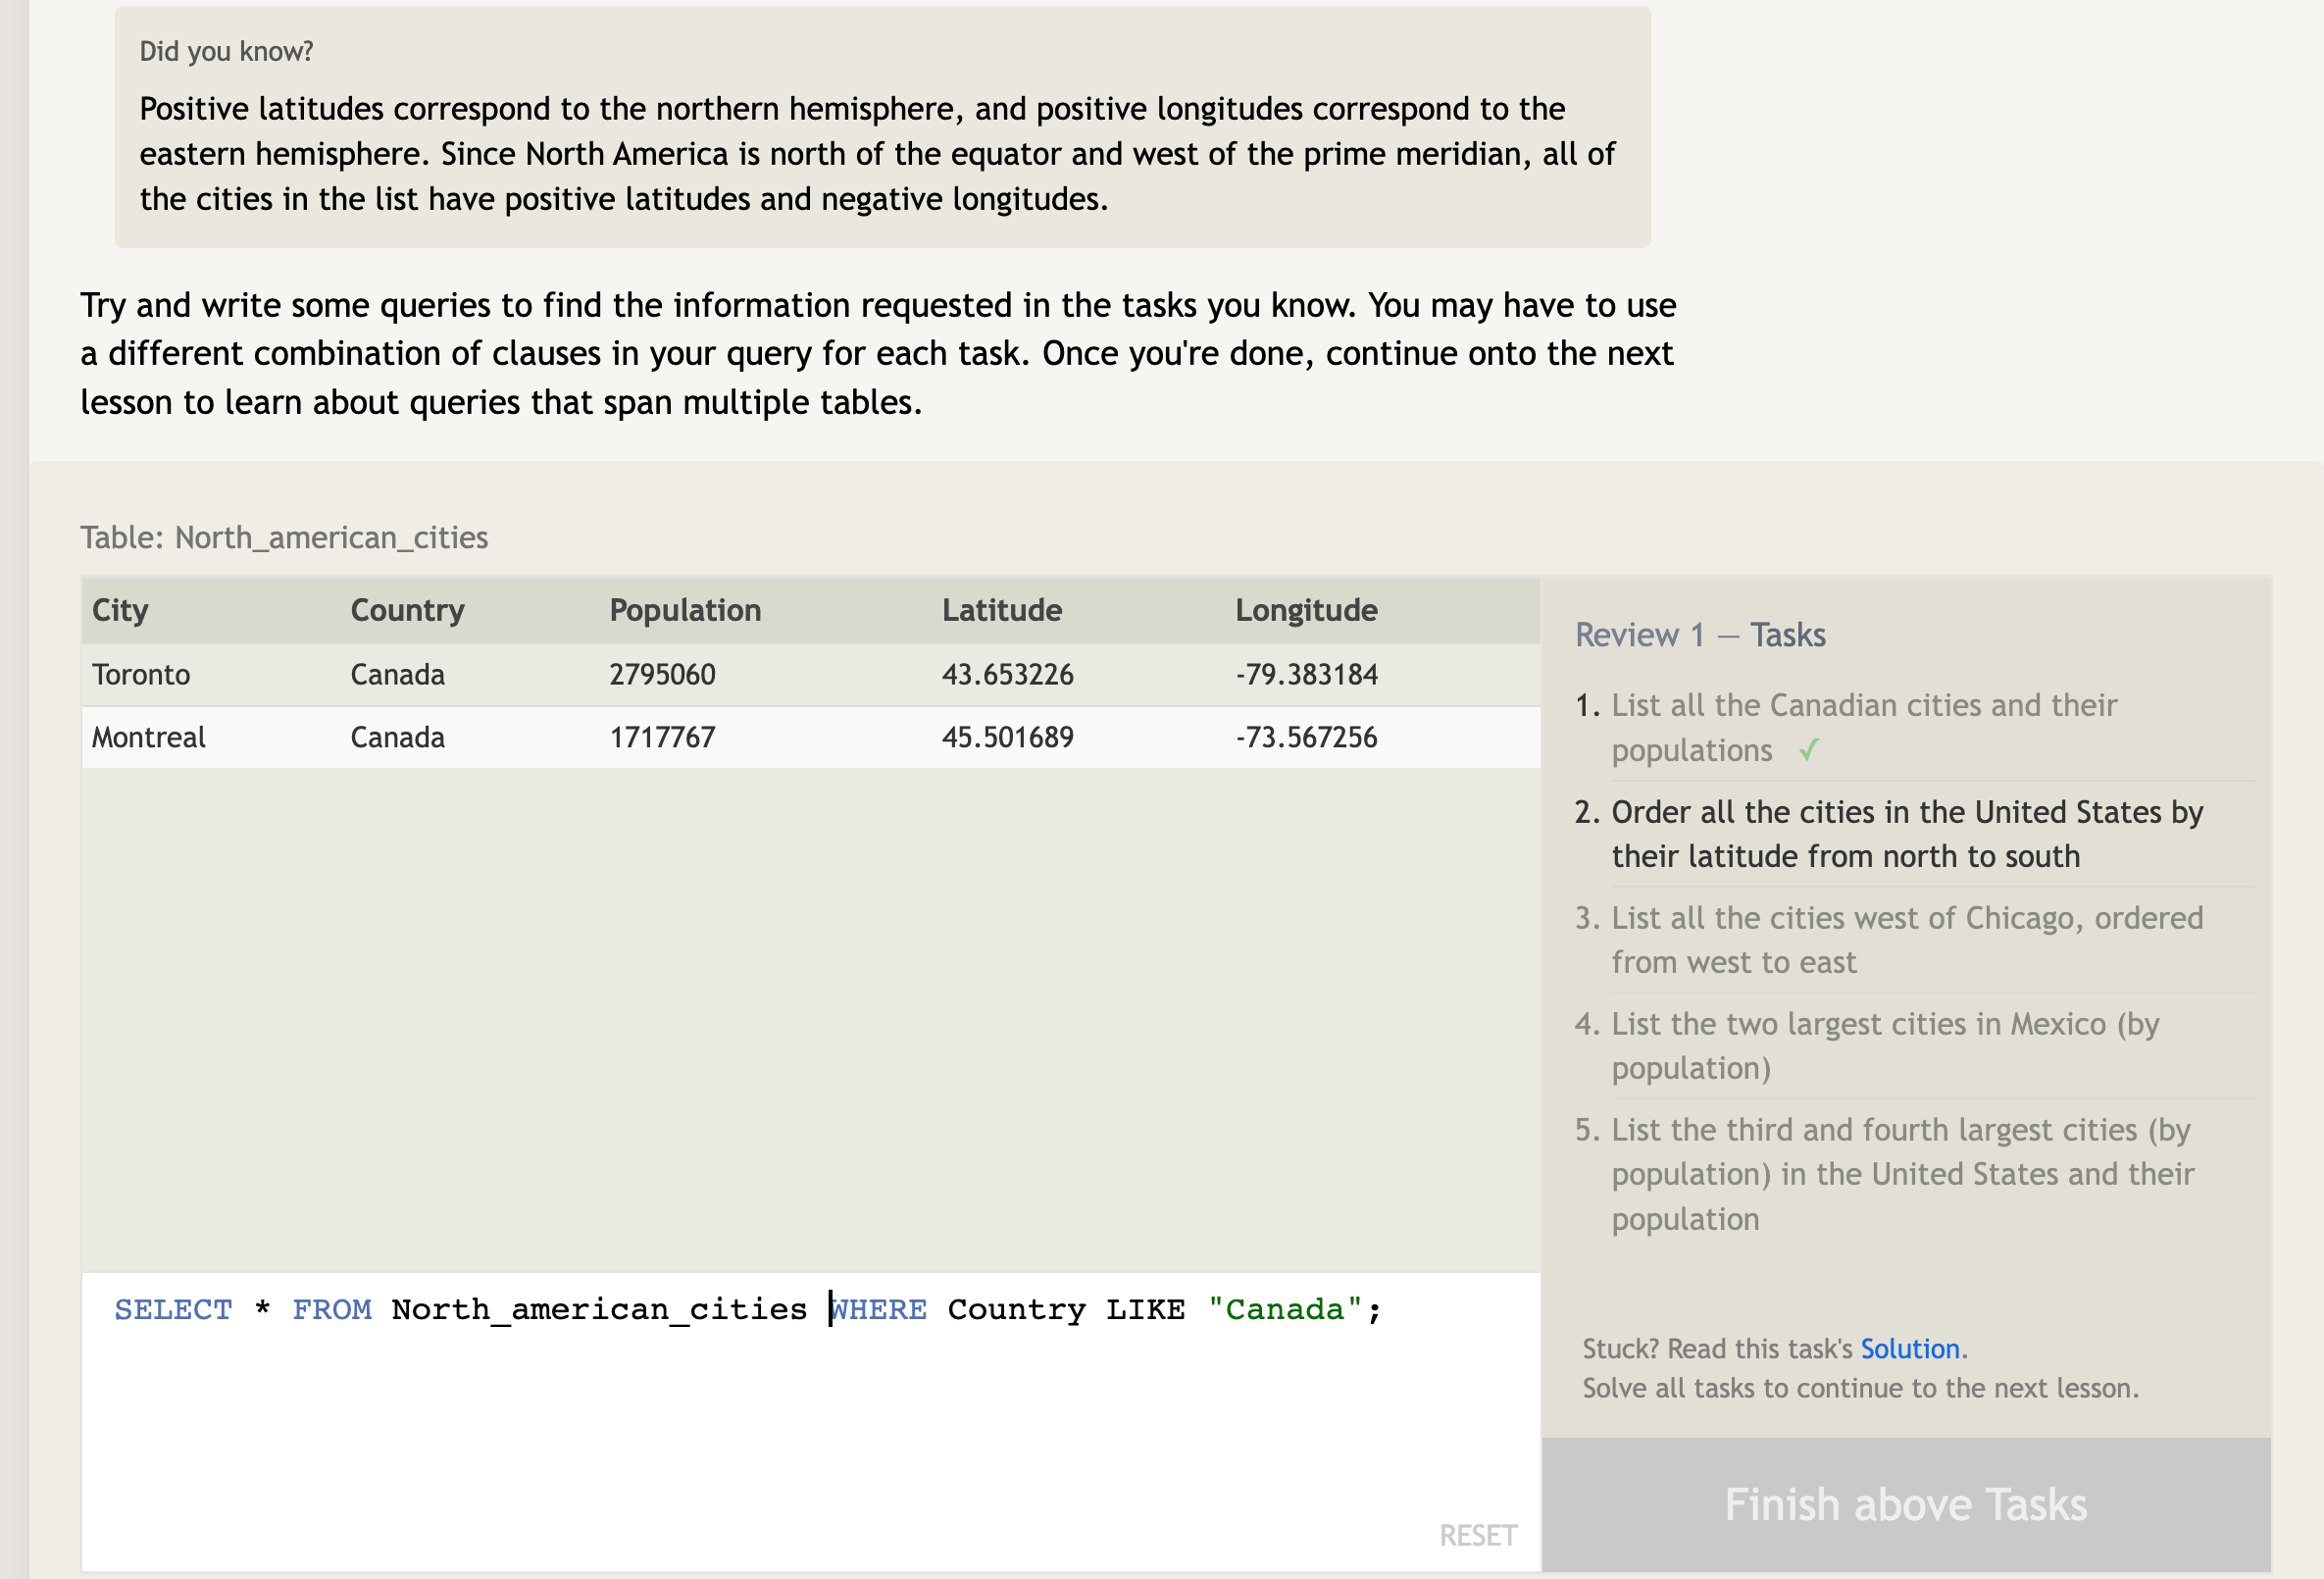 Did you know?
Positive latitudes correspond to the northern hemisphere, and positive longitudes correspond to the
eastern hemisphere. Since North America is north of the equator and west of the prime meridian, all of
the cities in the list have positive latitudes and negative longitudes.
Try and write some queries to find the information requested in the tasks you know. You may have to use
a different combination of clauses in your query for each task. Once you're done, continue onto the next
lesson to learn about queries that span multiple tables.
Table: North_american_cities
City Country Population Latitude Longitude
Toronto Canada 2795060 43.653226 -79.383184
Montreal Canada 1717767 45.501689 -73.567256
SELECT * FROM North_american_cities WHERE Country LIKE "Canada";
RESET
Review 1 — Tasks
1. List all the Canadian cities and their
populations ✓
2. Order all the cities in the United States by
their latitude from north to south
3. List all the cities west of Chicago, ordered
from west to east
4. List the two largest cities in Mexico (by
population)
5. List the third and fourth largest cities (by
population) in the United States and their
population
Stuck? Read this task's Solution.
Solve all tasks to continue to the next lesson.
Finish above Tasks